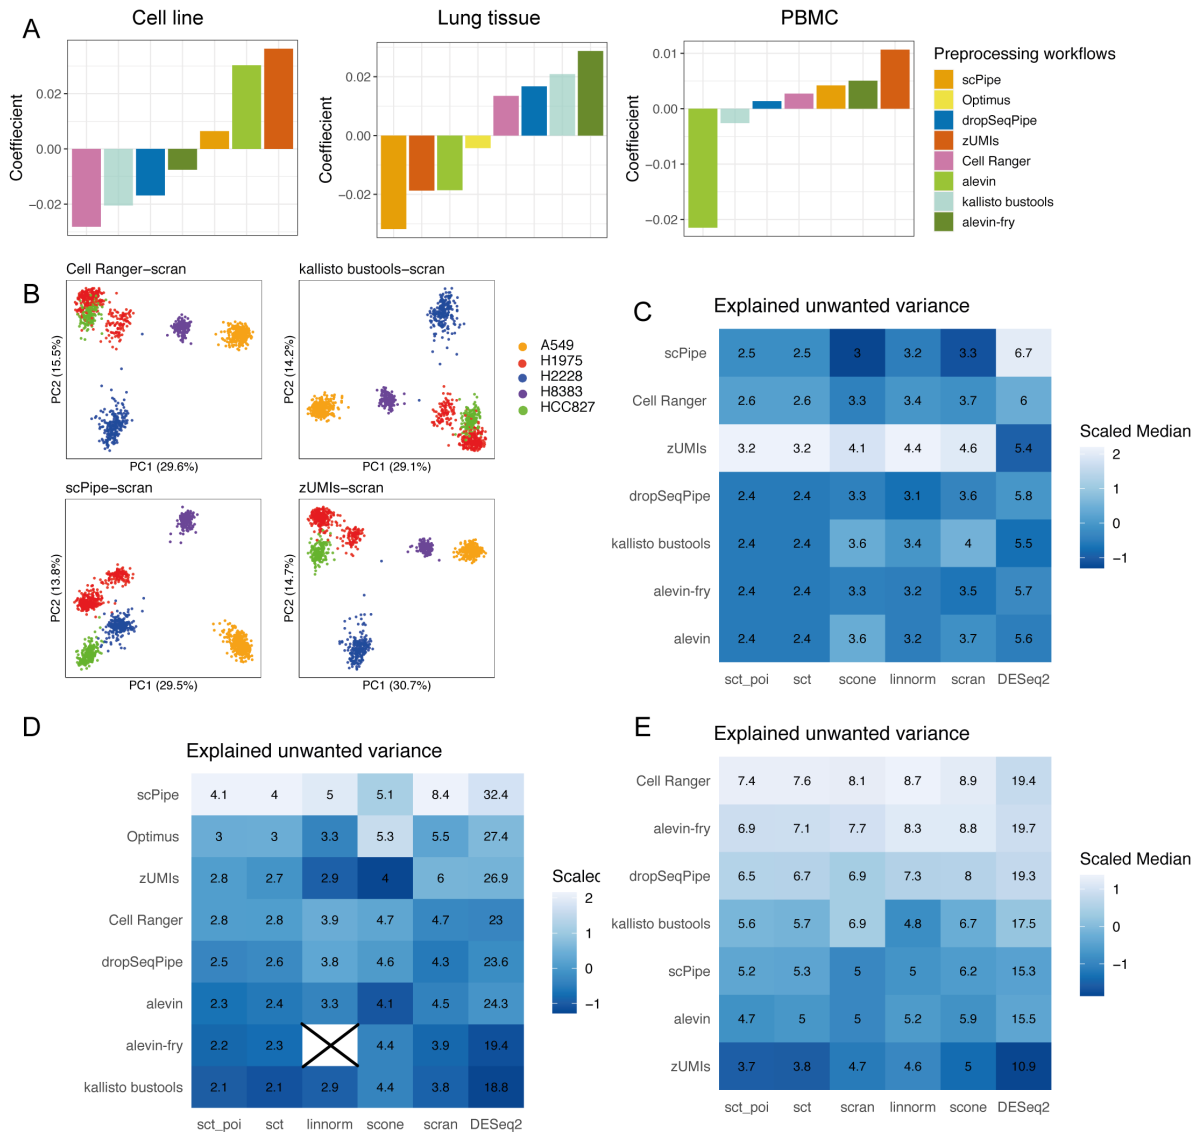 A
Cell line
Lung tissue
PBMC
Coeffiecient
0.02
0.00
−0.02
Coeffiecient
0.02
0.00
−0.02
Coeffiecient
0.01
0.00
−0.01
−0.02
Preprocessing workflows
scPipe
Optimus
dropSeqPipe
zUMIs
Cell Ranger
alevin
kallisto bustools
alevin-fry
B
Cell Ranger−scran
PC2 (15.5%)
PC1 (29.6%)
kallisto bustools−scran
PC2 (14.2%)
PC1 (29.1%)
A549
H1975
H2228
H8383
HCC827
scPipe−scran
PC2 (13.8%)
PC1 (29.5%)
zUMIs−scran
PC2 (14.7%)
PC1 (30.7%)
C
Explained unwanted variance
scPipe 2.5 2.5 3 3.2 3.3 6.7
Cell Ranger 2.6 2.6 3.3 3.4 3.7 6
zUMIs 3.2 3.2 4.1 4.4 4.6 5.4
dropSeqPipe 2.4 2.4 3.3 3.1 3.6 5.8
kallisto bustools 2.4 2.4 3.6 3.4 4 5.5
alevin-fry 2.4 2.4 3.3 3.2 3.5 5.7
alevin 2.4 2.4 3.6 3.2 3.7 5.6
sct_poi sct scone linnorm scran DESeq2
Scaled Median
2
1
0
−1
D
Explained unwanted variance
scPipe 4.1 4 5 5.1 8.4 32.4
Optimus 3 3 3.3 5.3 5.5 27.4
zUMIs 2.8 2.7 2.9 4 6 26.9
Cell Ranger 2.8 2.8 3.9 4.7 4.7 23
dropSeqPipe 2.5 2.6 3.8 4.6 4.3 23.6
alevin 2.3 2.4 3.3 4.1 4.5 24.3
alevin-fry 2.2 2.3 4.4 3.9 19.4
kallisto bustools 2.1 2.1 2.9 4.4 3.8 18.8
sct_poi sct linnorm scone scran DESeq2
Scaled
2
1
0
−1
E
Explained unwanted variance
Cell Ranger 7.4 7.6 8.1 8.7 8.9 19.4
alevin-fry 6.9 7.1 7.7 8.3 8.8 19.7
dropSeqPipe 6.5 6.7 6.9 7.3 8 19.3
kallisto bustools 5.6 5.7 6.9 4.8 6.7 17.5
scPipe 5.2 5.3 5 5 6.2 15.3
alevin 4.7 5 5 5.2 5.9 15.5
zUMIs 3.7 3.8 4.7 4.6 5 10.9
sct_poi sct scran linnorm scone DESeq2
Scaled Median
1
0
−1